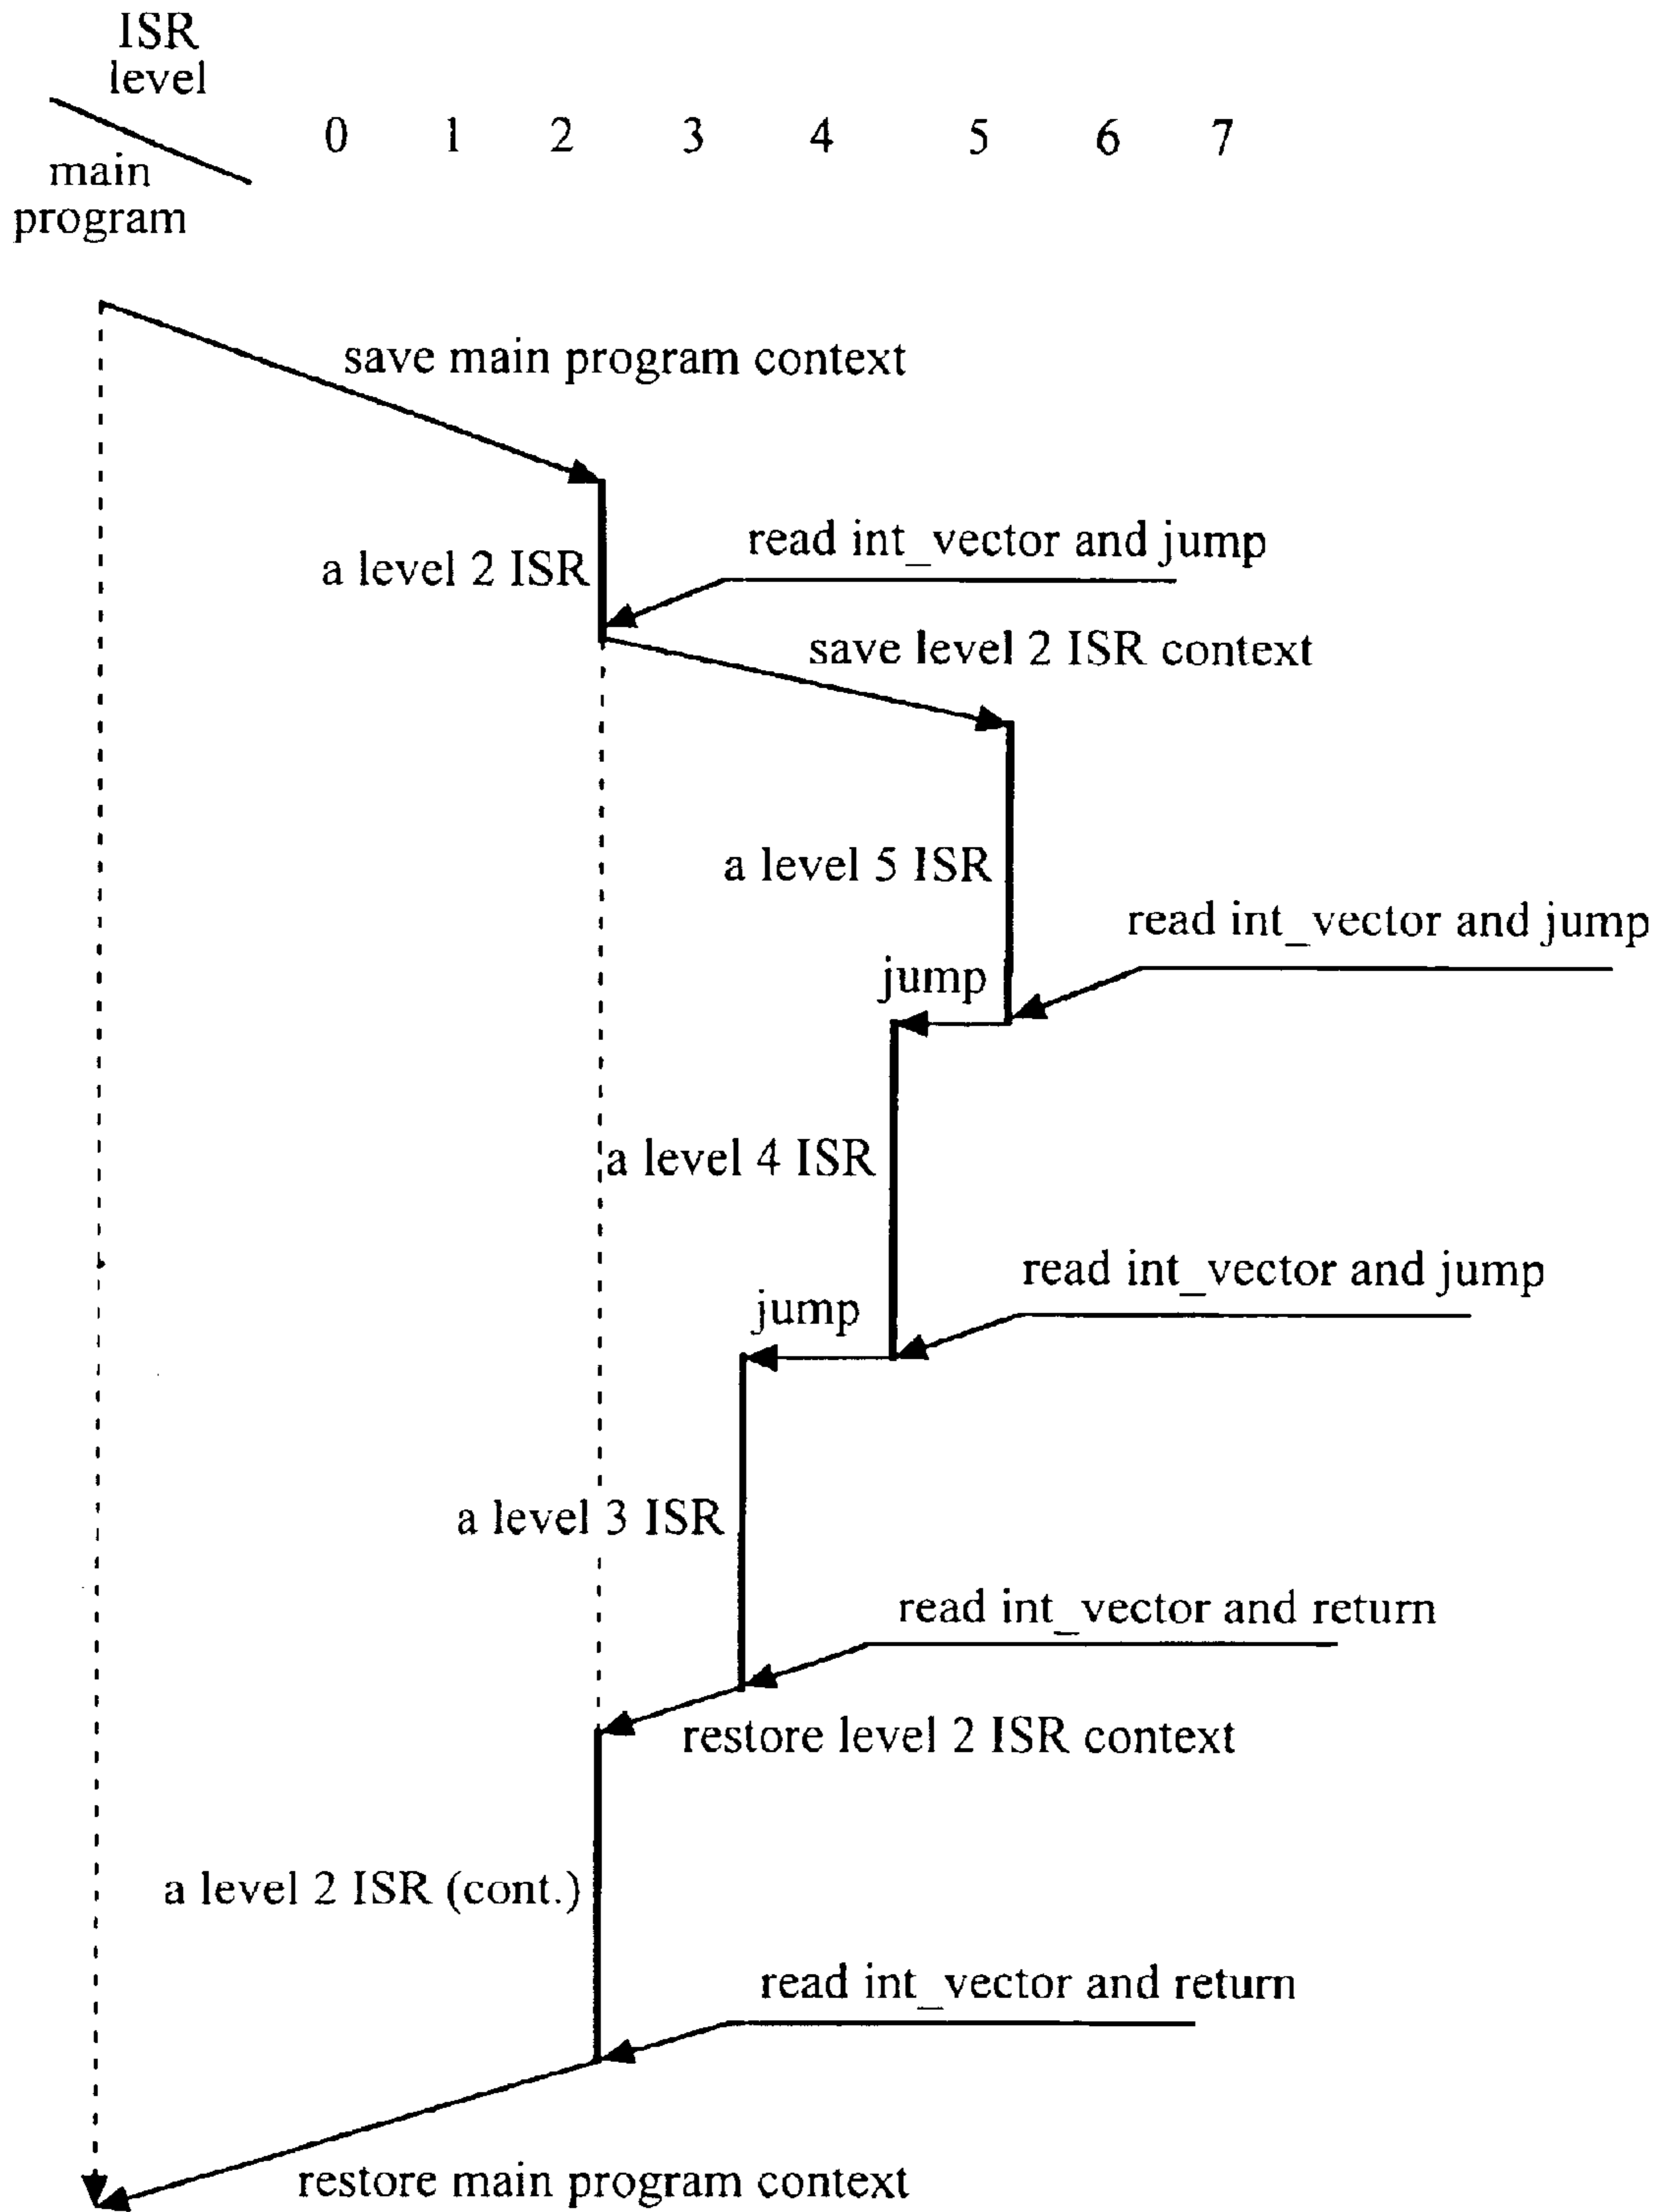 ISR
level
0 1 2 3 4 5 6 7
main
program
save main program context
read int_vector and jump
a level 2 ISR
save level 2 ISR context
a level 5 ISR
read int_vector and jump
jump
a level 4 ISR
read int_vector and jump
jump
a level 3 ISR
read int_vector and return
restore level 2 ISR context
a level 2 ISR (cont.)
read int_vector and return
restore main program context